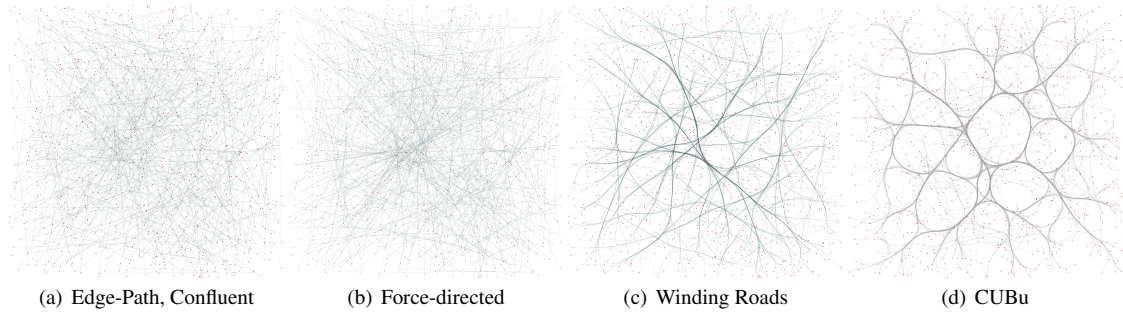 (a) Edge-Path, Confluent
(b) Force-directed
(c) Winding Roads
(d) CUBu